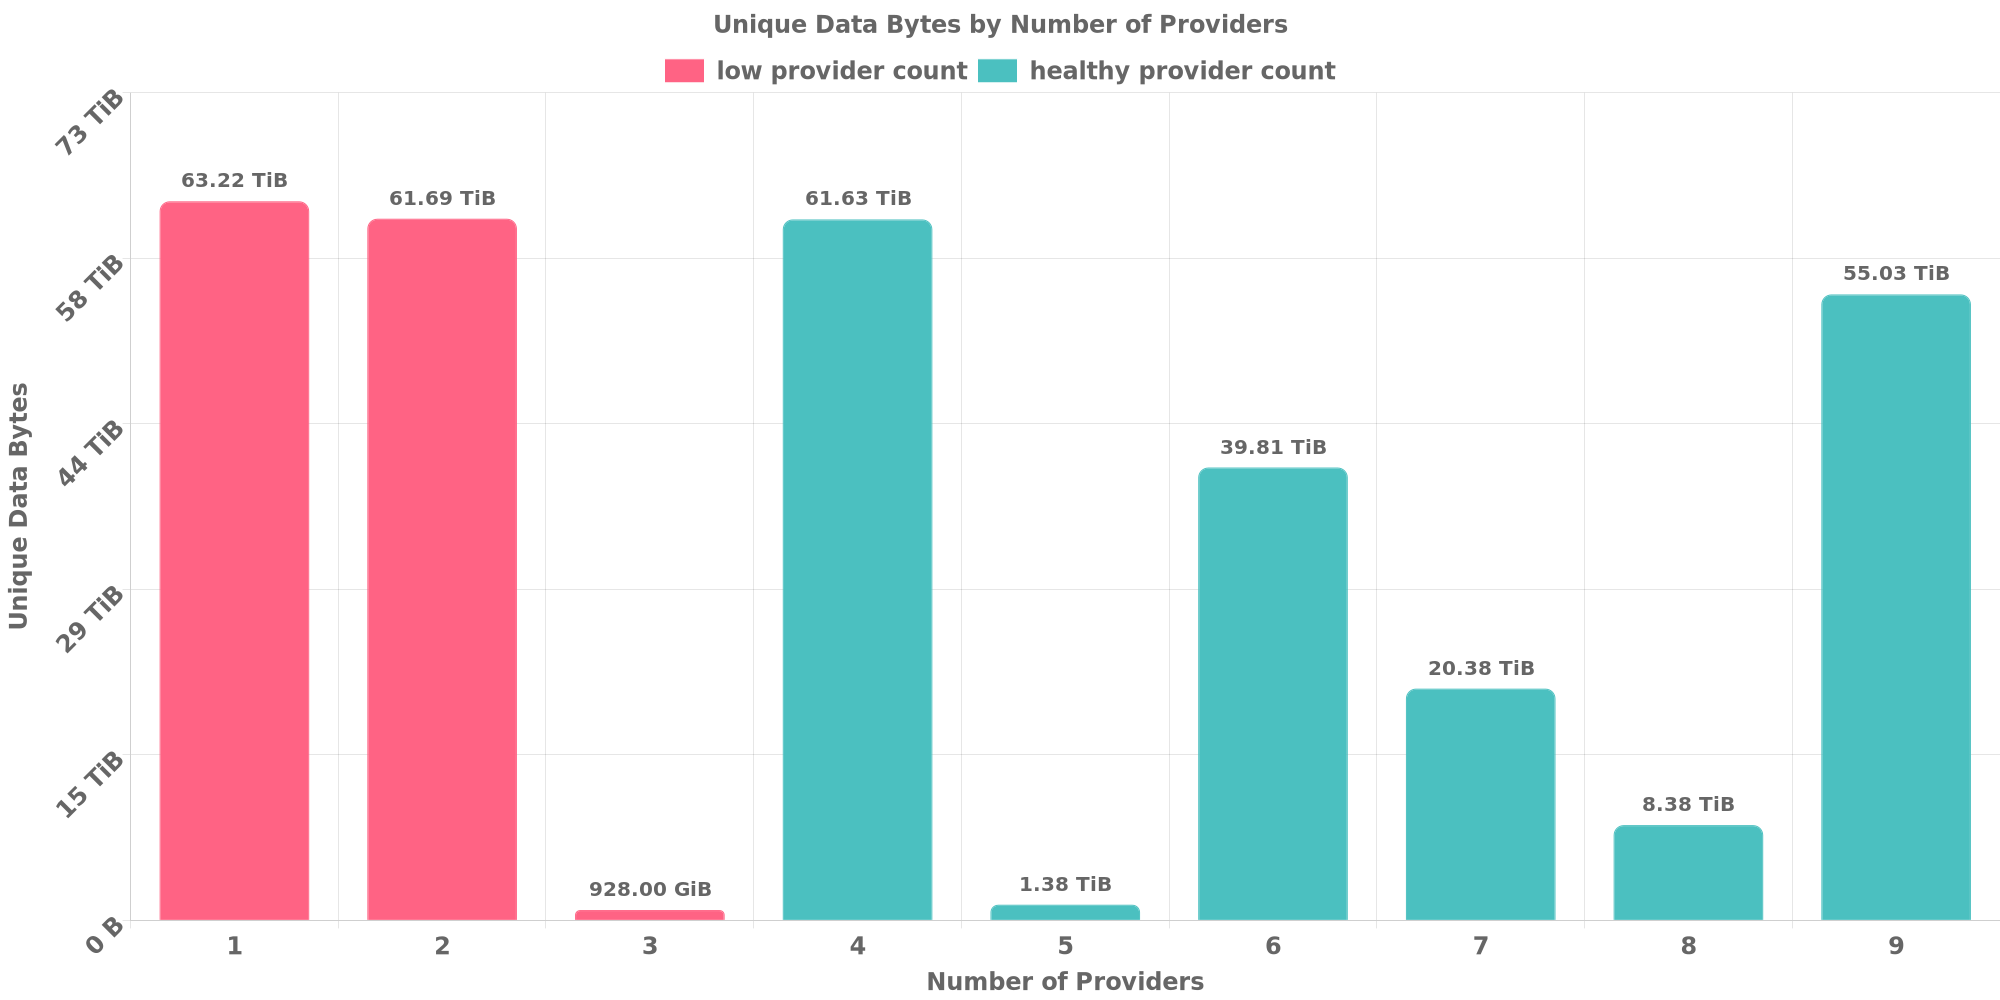 Unique Data Bytes by Number of Providers
low provider count healthy provider count
73 TiB
58 TiB
44 TiB
29 TiB
15 TiB
0 B
Unique Data Bytes
63.22 TiB
61.69 TiB
928.00 GiB
61.63 TiB
1.38 TiB
39.81 TiB
20.38 TiB
8.38 TiB
55.03 TiB
1 2 3 4 5 6 7 8 9
Number of Providers